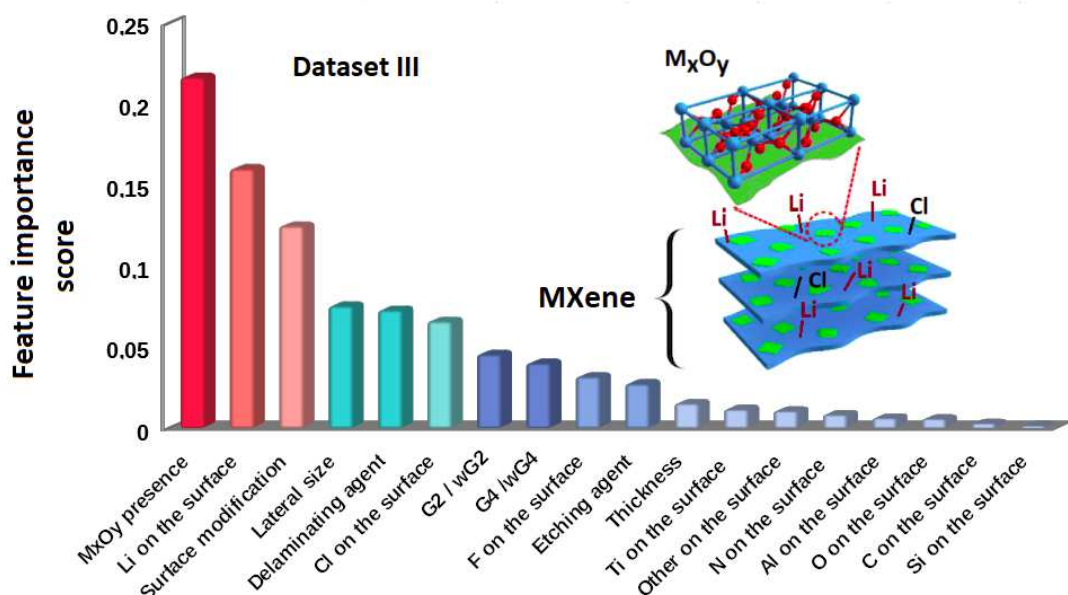 0.25
0.2
0.15
0.1
0.05
0
Feature importance
score
Dataset III
MxOy
Li
Li
Li
Cl
MXene
Cl
Li
Li
Li
MxOy presence
Li on the surface
Surface modification
Lateral size
Delaminating agent
Cl on the surface
G2 / wG2
G4 /wG4
F on the surface
Etching agent
Thickness
Ti on the surface
Other on the surface
N on the surface
Al on the surface
O on the surface
C on the surface
Si on the surface